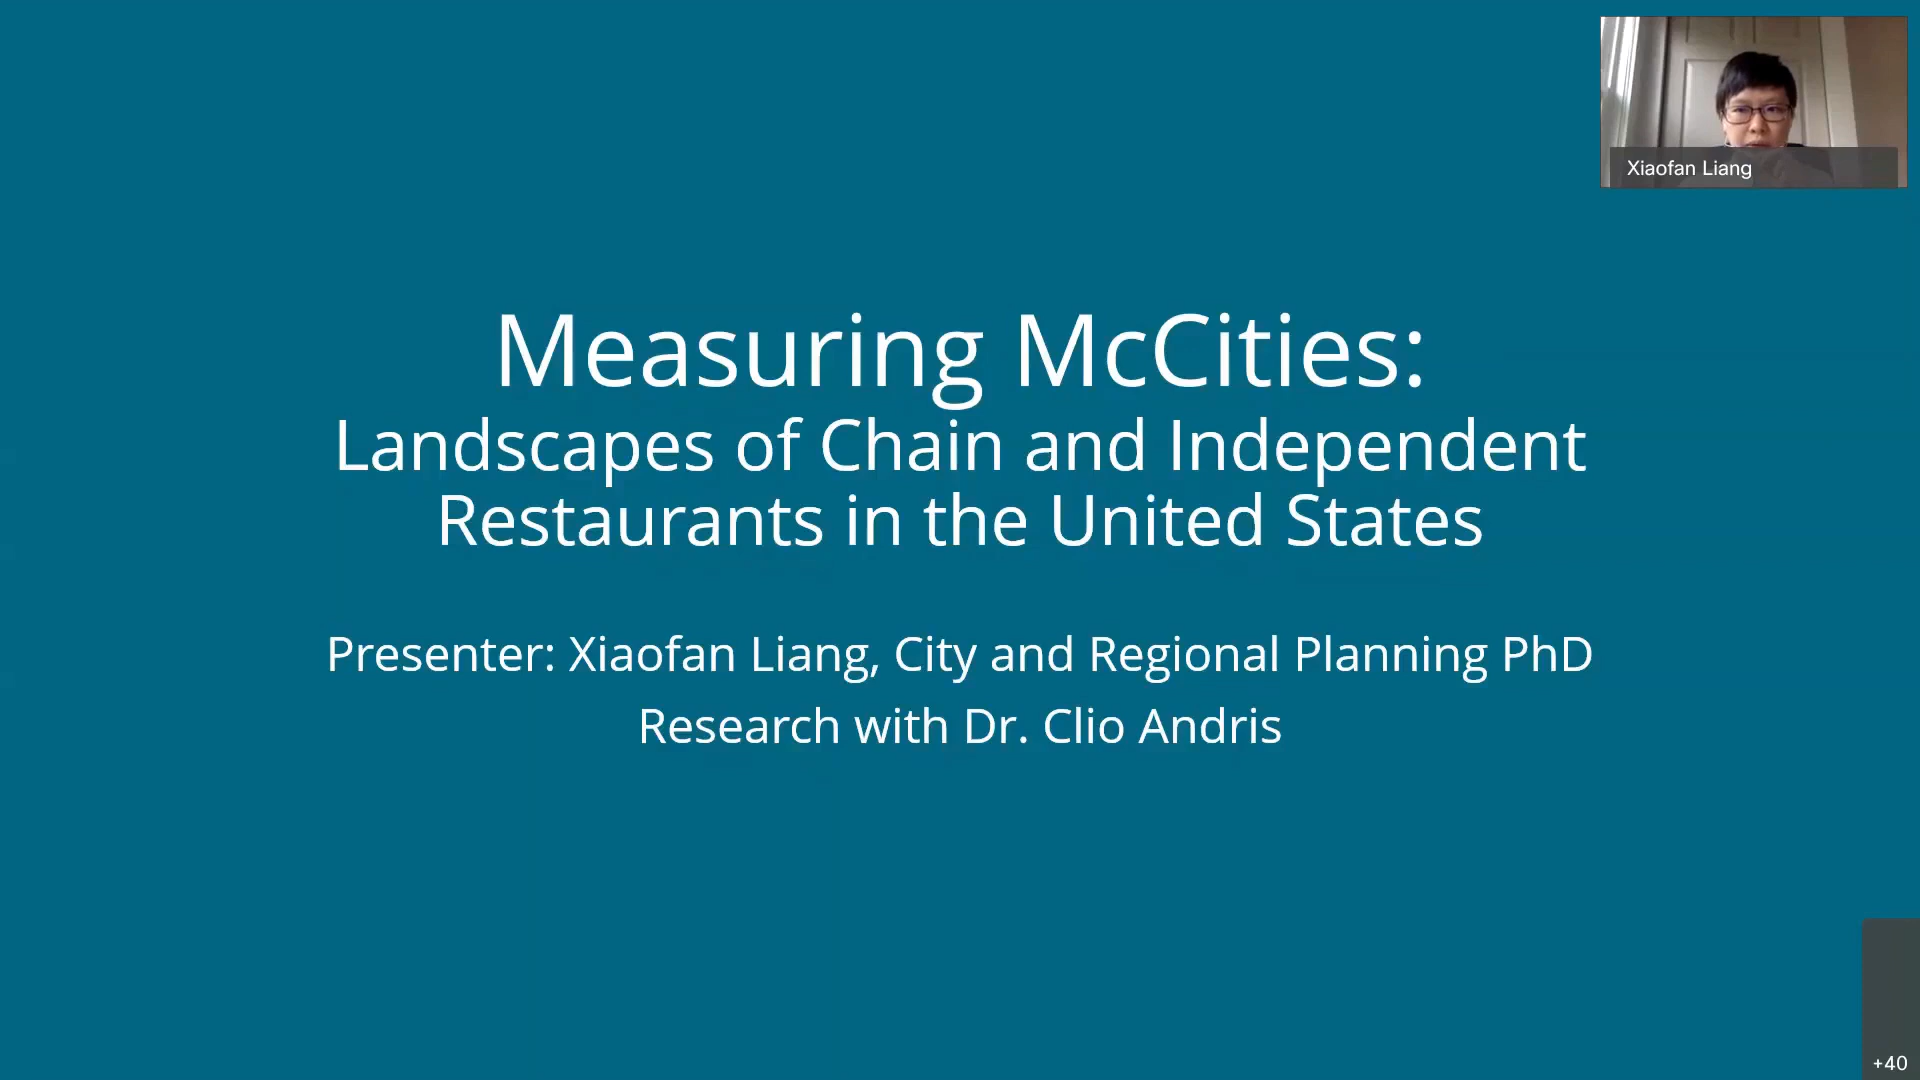 Xiaofan Liang
Measuring McCities:
Landscapes of Chain and Independent
Restaurants in the United States
Presenter: Xiaofan Liang, City and Regional Planning PhD
Research with Dr. Clio Andris
+40